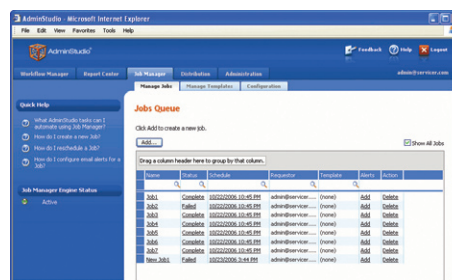 AdminStudio - Microsoft Internet Explorer
File Edit View Favorites Tools Help
AdminStudio
Feedback Help Logout
Workflow Manager Report Center Job Manager Distribution Administration
admin@servicer.com
Manage Jobs Manage Templates Configuration
Quick Help
What AdminStudio tasks can I
automate using Job Manager?
How do I create a new Job?
How do I reschedule a Job?
How do I configure email alerts for a
Job?
Job Manager Engine Status
Active
Jobs Queue
Click Add to create a new job.
Add...
Show All Jobs
Drag a column header here to group by that column.
Name Status Schedule Requestor Template Alerts Action
Job1 Complete 10/22/2006 10:45 PM admin@servicer.... (none) Add Delete
Job2 Failed 10/22/2006 10:45 PM admin@servicer.... (none) Add Delete
Job3 Complete 10/22/2006 10:45 PM admin@servicer.... (none) Add Delete
Job4 Complete 10/22/2006 10:45 PM admin@servicer.... (none) Add Delete
Job5 Complete 10/22/2006 10:45 PM admin@servicer.... (none) Add Delete
Job6 Complete 10/22/2006 10:45 PM admin@servicer.... (none) Add Delete
Job7 Complete 10/22/2006 10:45 PM admin@servicer.... (none) Add Delete
New Job1 Failed 10/23/2006 3:44 PM admin@servicer.... (none) Add Delete